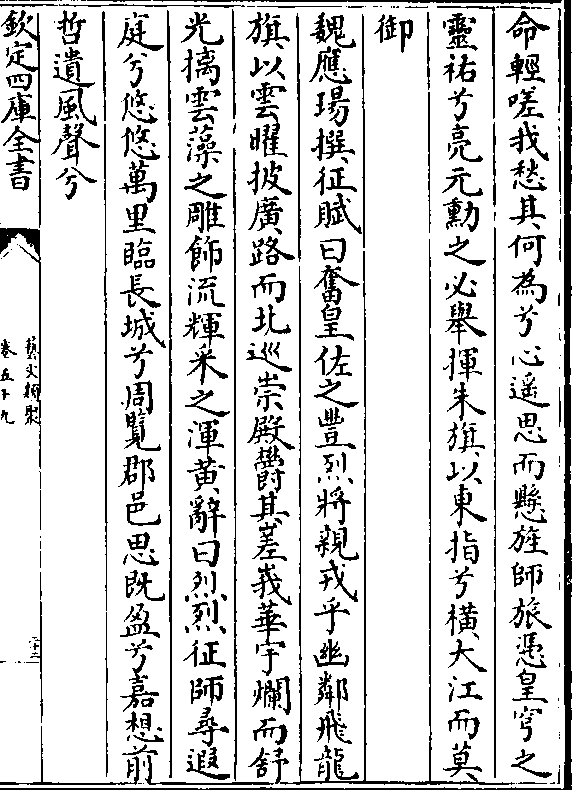 命輕嗟我愁其何為兮心遥思而懸旌師旅憑皇穹之
靈祐兮亮元勳之必舉揮朱旗以東指兮橫大江而莫
御
魏應瑒撰征賦曰奮皇佐之豐烈將親戎乎幽鄰飛龍
旗以雲曜披廣路而北巡崇殿欝其嵳峩華宇爛而舒
光摛雲藻之雕飾流輝采之渾黄辭曰烈烈征師尋遐
庭兮悠悠萬里臨長城兮周覽郡邑思既盈兮嘉想前
哲遺風聲兮
欽定四庫全書
藝文類聚
卷五十九
二十二